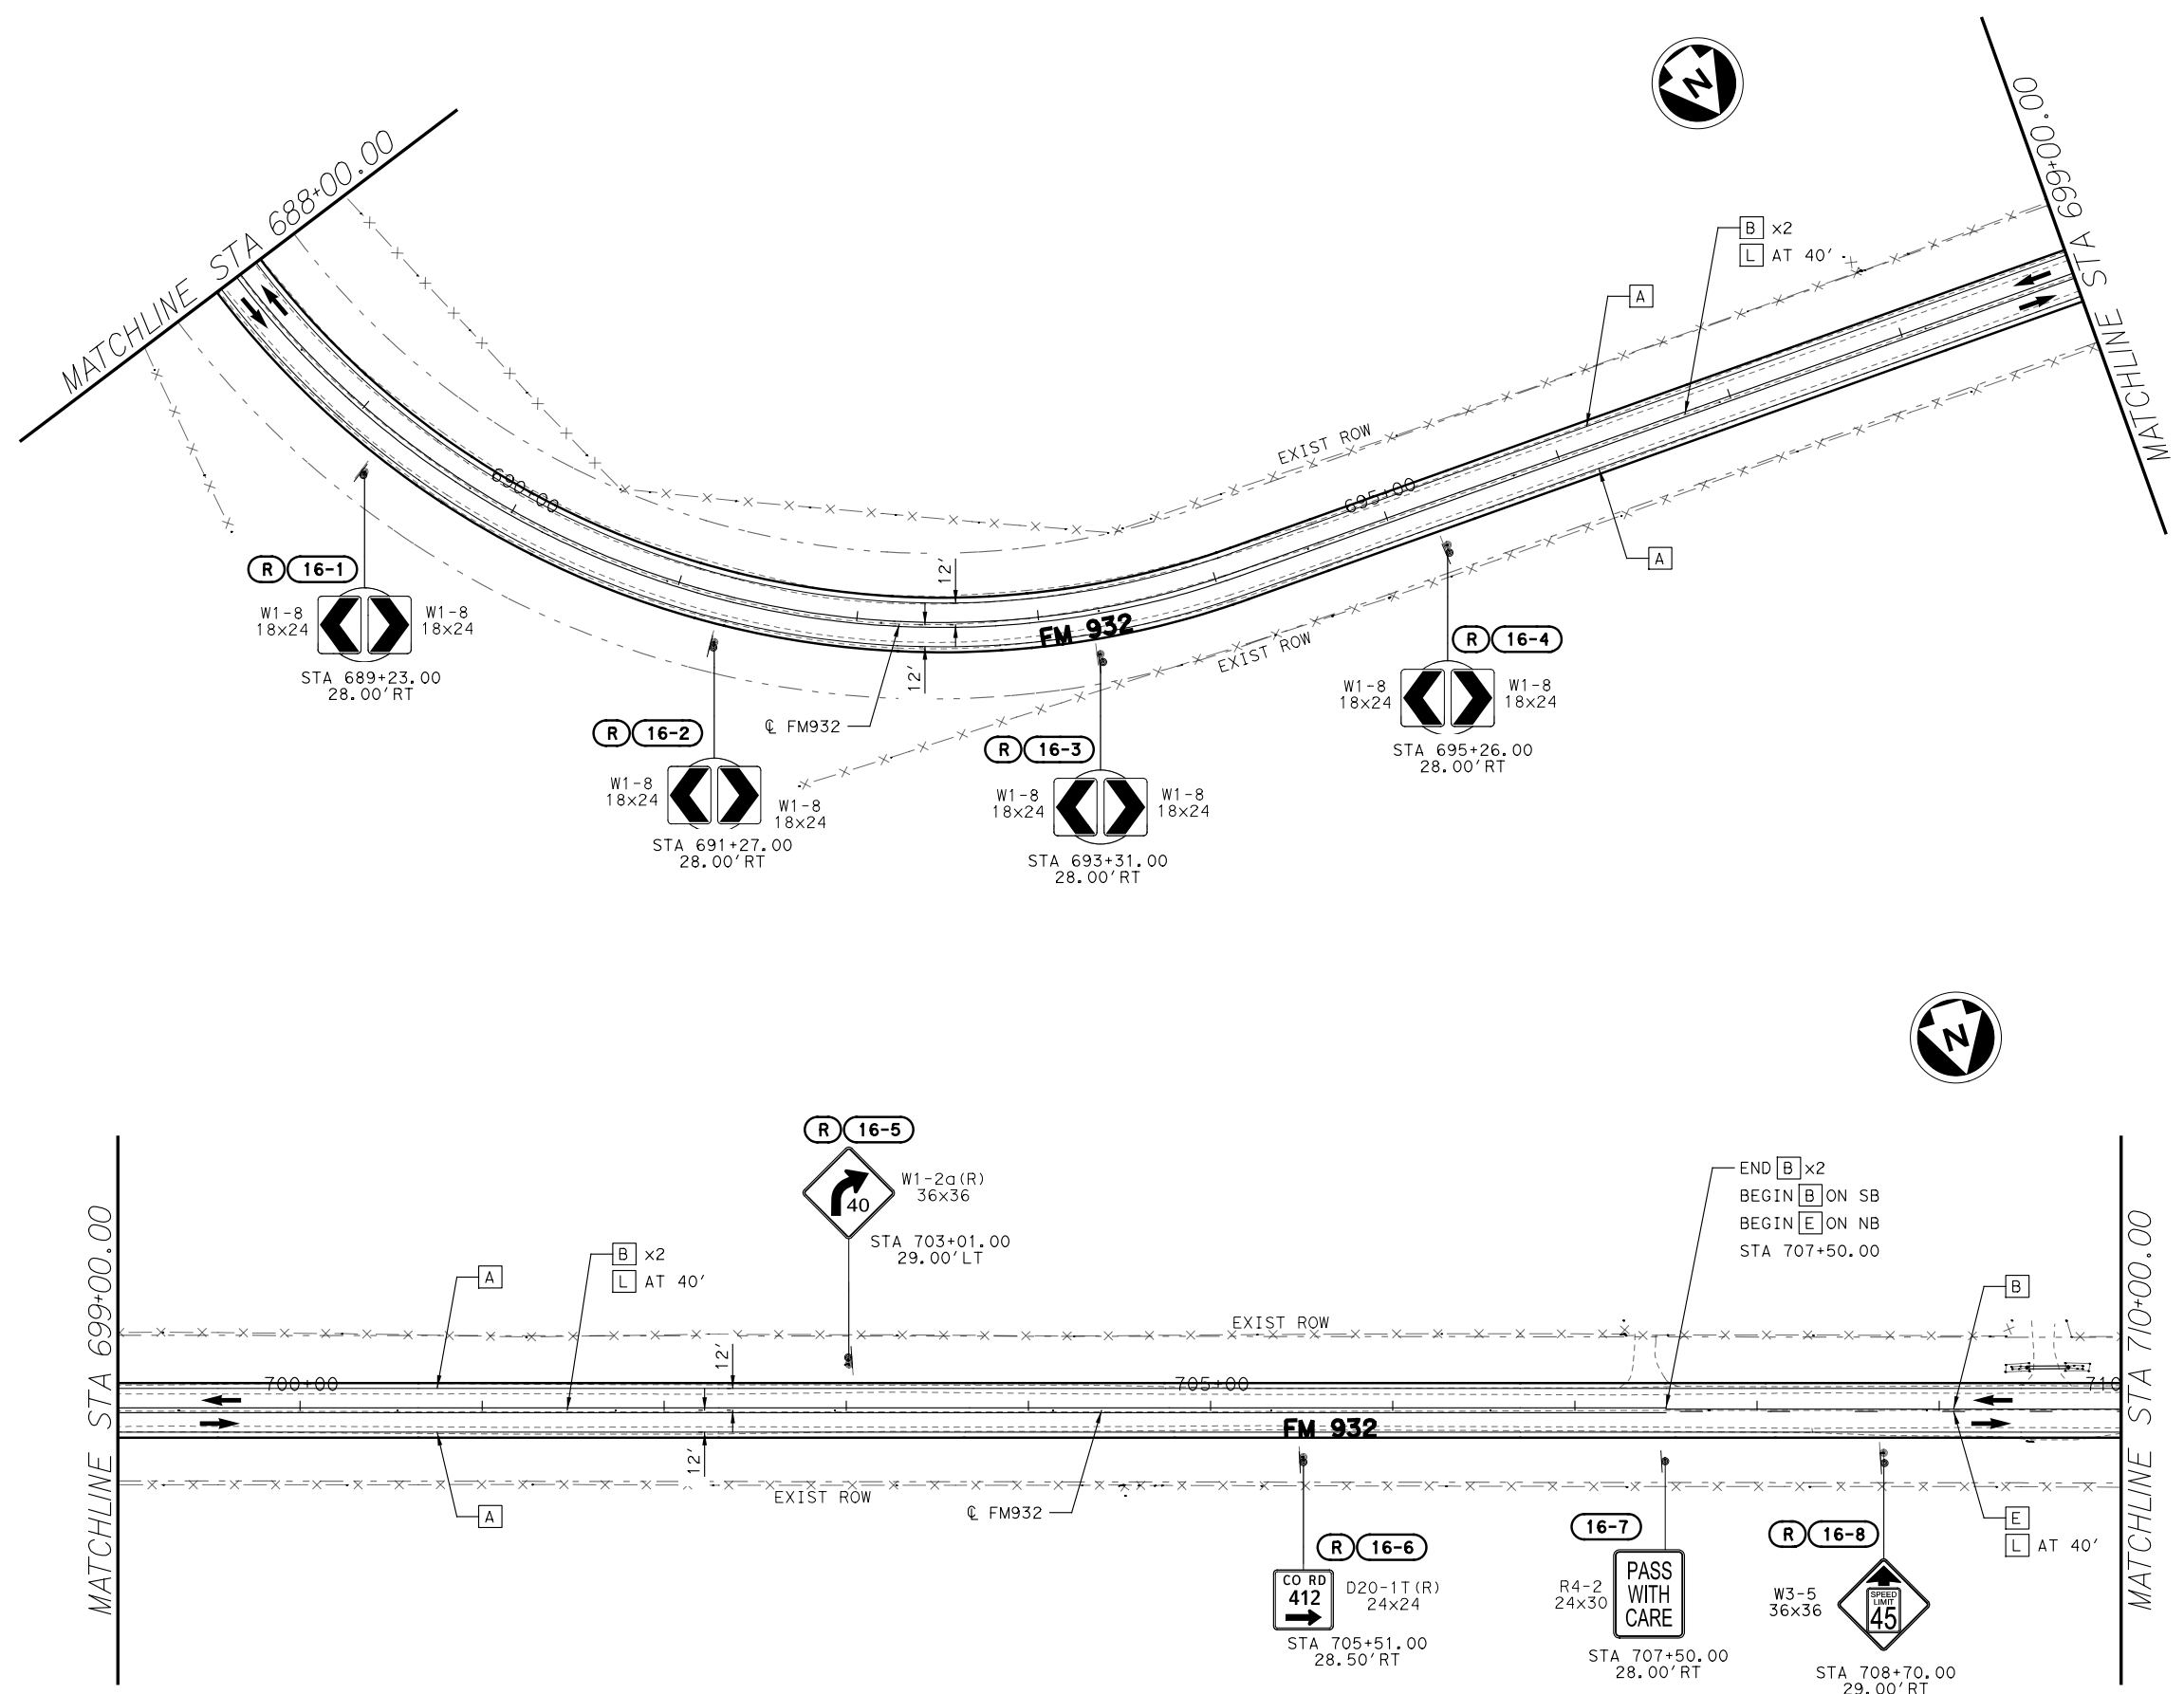 N
MATCHLINE STA 688+00.00
MATCHLINE STA 699+00.00
B x2
L AT 40'
A
EXIST ROW
690+00
695+00
A
12'
FM 932
12'
EXIST ROW
℄ FM932
R 16-1
W1-8
18x24
W1-8
18x24
STA 689+23.00
28.00'RT
R 16-2
W1-8
18x24
W1-8
18x24
STA 691+27.00
28.00'RT
R 16-3
W1-8
18x24
W1-8
18x24
STA 693+31.00
28.00'RT
R 16-4
W1-8
18x24
W1-8
18x24
STA 695+26.00
28.00'RT
N
MATCHLINE STA 699+00.00
MATCHLINE STA 710+00.00
R 16-5
40
W1-2a(R)
36x36
STA 703+01.00
29.00'LT
END B x2
BEGIN B ON SB
BEGIN E ON NB
STA 707+50.00
A
B x2
L AT 40'
B
EXIST ROW
12'
700+00
705+00
710
FM 932
12'
EXIST ROW
A
℄ FM932
E
L AT 40'
R 16-6
CO RD
412
D20-1T(R)
24x24
STA 705+51.00
28.50'RT
16-7
R4-2
24x30
PASS
WITH
CARE
STA 707+50.00
28.00'RT
R 16-8
W3-5
36x36
SPEED
LIMIT
45
STA 708+70.00
29.00'RT